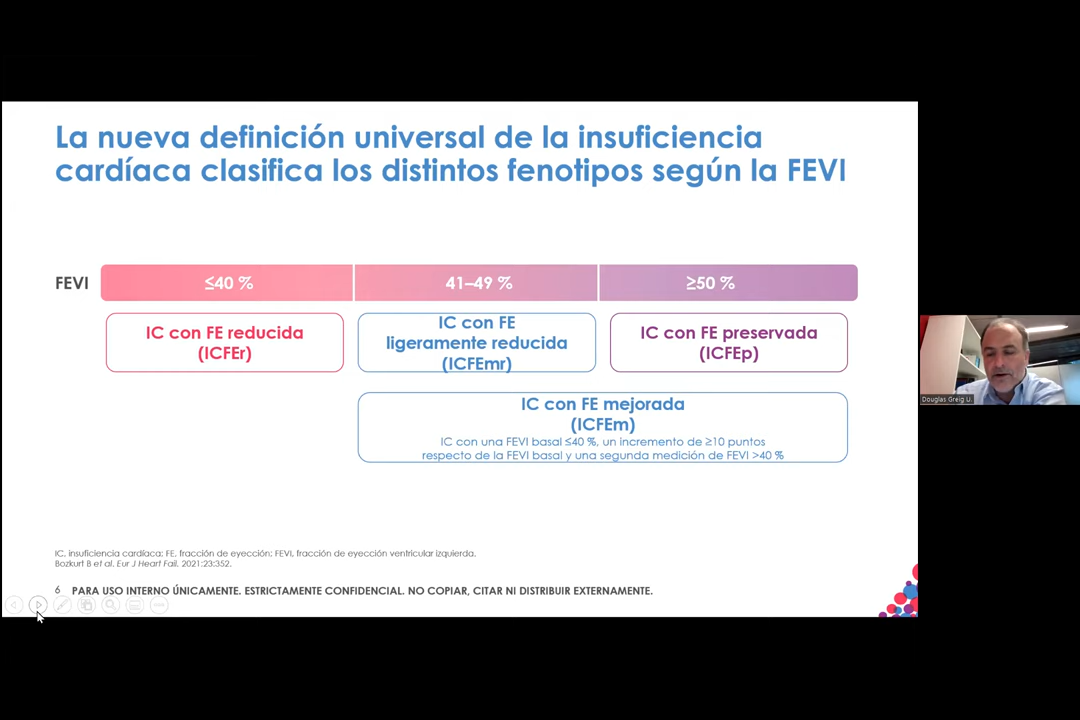 La nueva definición universal de la insuficiencia
cardíaca clasifica los distintos fenotipos según la FEVI
FEVI
≤40 %
41–49 %
≥50 %
IC con FE reducida
(ICFEr)
IC con FE
ligeramente reducida
(ICFEmr)
IC con FE preservada
(ICFEp)
IC con FE mejorada
(ICFEm)
IC con una FEVI basal ≤40 %, un incremento de ≥10 puntos
respecto de la FEVI basal y una segunda medición de FEVI >40 %
IC, insuficiencia cardíaca; FE, fracción de eyección; FEVI, fracción de eyección ventricular izquierda.
Bozkurt B et al. Eur J Heart Fail. 2021;23:352.
6 PARA USO INTERNO ÚNICAMENTE. ESTRICTAMENTE CONFIDENCIAL. NO COPIAR, CITAR NI DISTRIBUIR EXTERNAMENTE.
Douglas Greig U.